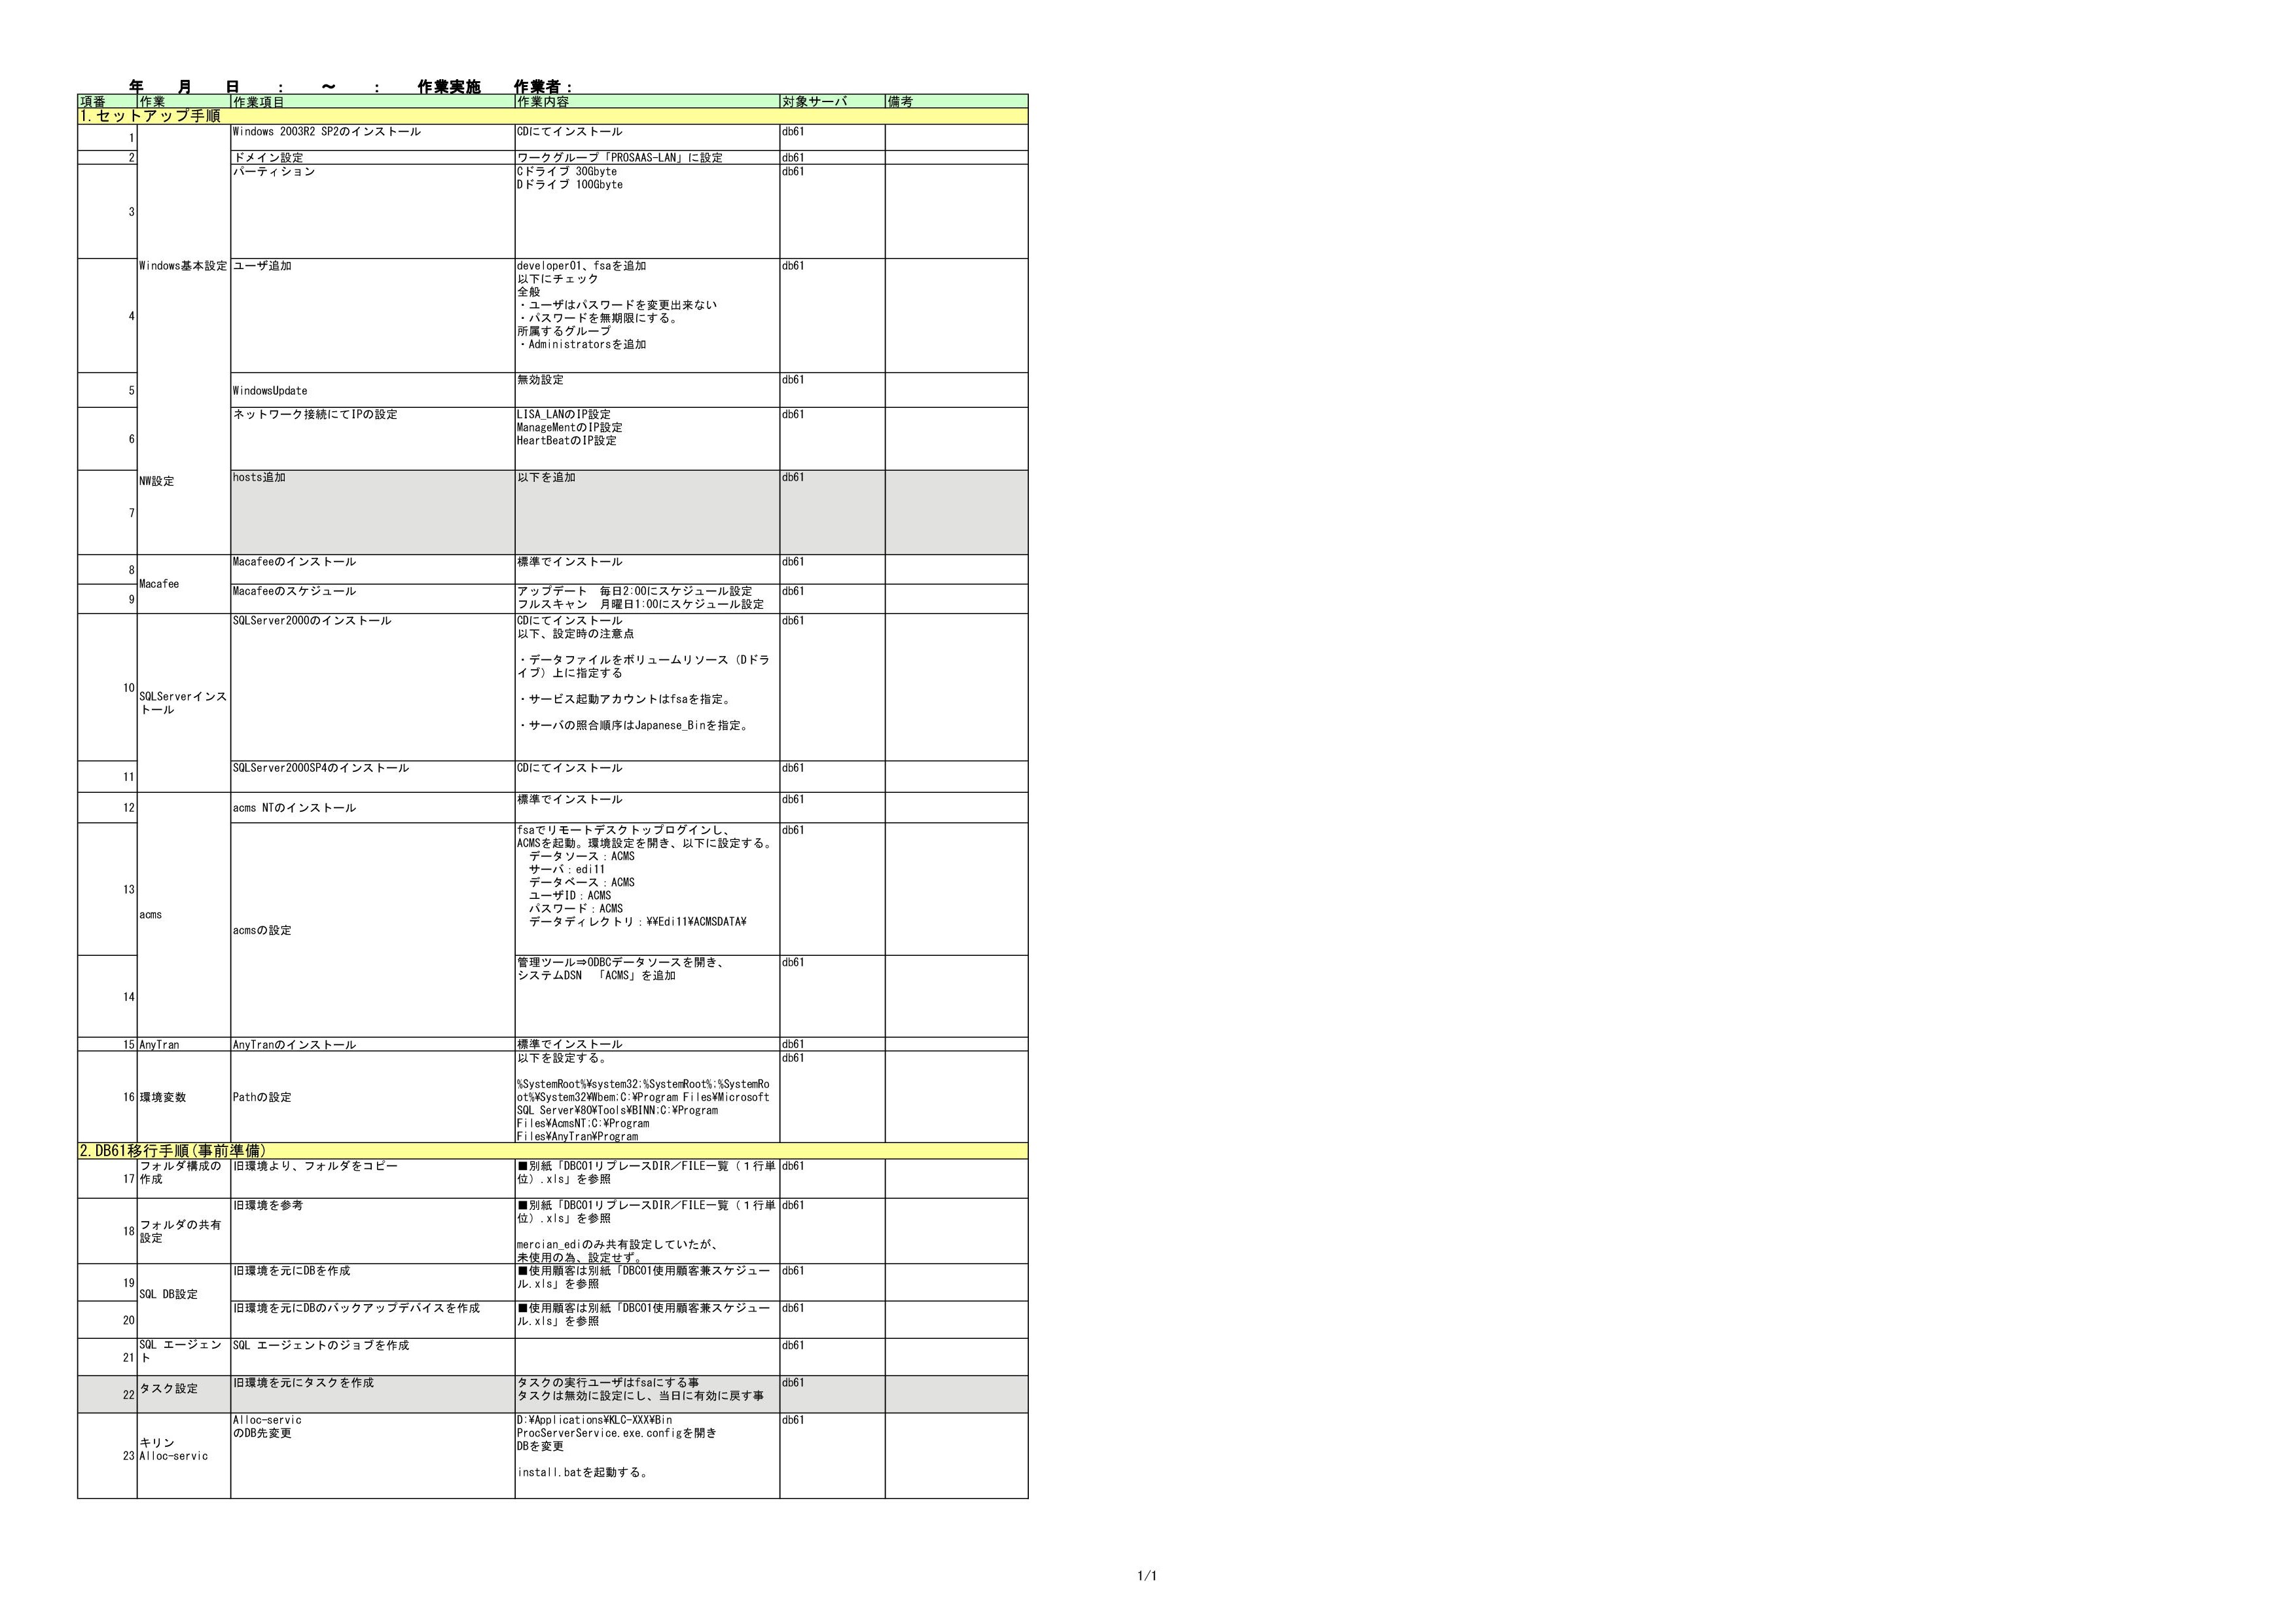 年　月　日　：　～　：　作業実施　作業者：
項番 作業 作業項目 作業内容 対象サーバ 備考
1.セットアップ手順
1 Windows 2003R2 SP2のインストール CDにてインストール db61
2 ドメイン設定 ワークグループ「PROSAAS-LAN」に設定 db61
3 パーティション Cドライブ 30Gbyte db61
Dドライブ 100Gbyte
Windows基本設定
4 ユーザ追加 developer01、fsaを追加 db61
以下にチェック
全般
・ユーザはパスワードを変更出来ない
・パスワードを無期限にする。
所属するグループ
・Administratorsを追加
5 WindowsUpdate 無効設定 db61
6 ネットワーク接続にてIPの設定 LISA_LANのIP設定 db61
ManageMentのIP設定
HeartBeatのIP設定
NW設定
7 hosts追加 以下を追加 db61
8 Macafee Macafeeのインストール 標準でインストール db61
9 Macafeeのスケジュール アップデート　毎日2:00にスケジュール設定 db61
フルスキャン　月曜日1:00にスケジュール設定
10 SQLServerインス
トール
SQLServer2000のインストール CDにてインストール db61
以下、設定時の注意点
・データファイルをボリュームリソース（Dドラ
イブ）上に指定する
・サービス起動アカウントはfsaを指定。
・サーバの照合順序はJapanese_Binを指定。
11 SQLServer2000SP4のインストール CDにてインストール db61
12 acms NTのインストール 標準でインストール db61
13 acms acmsの設定 fsaでリモートデスクトップログインし、 db61
ACMSを起動。環境設定を開き、以下に設定する。
データソース：ACMS
サーバ：edi11
データベース：ACMS
ユーザID：ACMS
パスワード：ACMS
データディレクトリ：¥¥Edi11¥ACMSDATA¥
14 管理ツール⇒ODBCデータソースを開き、 db61
システムDSN　「ACMS」を追加
15 AnyTran AnyTranのインストール 標準でインストール db61
16 環境変数 Pathの設定 以下を設定する。 db61
%SystemRoot%¥system32;%SystemRoot%;%SystemRo
ot%¥System32¥Wbem;C:¥Program Files¥Microsoft
SQL Server¥80¥Tools¥BINN;C:¥Program
Files¥AcmsNT;C:¥Program
Files¥AnyTran¥Program
2.DB61移行手順(事前準備)
17 フォルダ構成の
作成
旧環境より、フォルダをコピー ■別紙「DBC01リプレースDIR／FILE一覧（１行単 db61
位）.xls」を参照
18 フォルダの共有
設定
旧環境を参考 ■別紙「DBC01リプレースDIR／FILE一覧（１行単 db61
位）.xls」を参照
mercian_ediのみ共有設定していたが、
未使用の為、設定せず。
19 SQL DB設定 旧環境を元にDBを作成 ■使用顧客は別紙「DBC01使用顧客兼スケジュー db61
ル.xls」を参照
20 旧環境を元にDBのバックアップデバイスを作成 ■使用顧客は別紙「DBC01使用顧客兼スケジュー db61
ル.xls」を参照
21 SQL エージェン
ト
SQL エージェントのジョブを作成 db61
22 タスク設定 旧環境を元にタスクを作成 タスクの実行ユーザはfsaにする事 db61
タスクは無効に設定にし、当日に有効に戻す事
23 キリン
Alloc-servic
Alloc-servic
のDB先変更
D:¥Applications¥KLC-XXX¥Bin db61
ProcServerService.exe.configを開き
DBを変更
install.batを起動する。
1/1